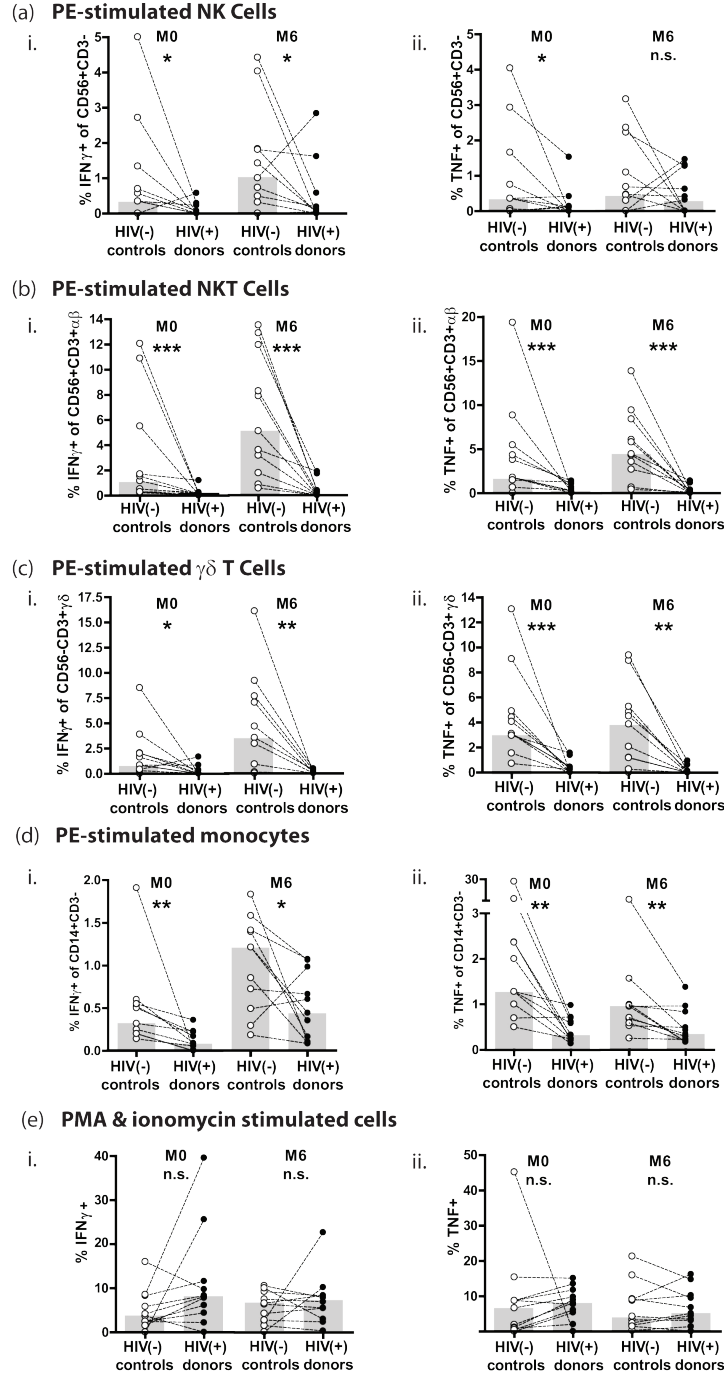 (a) PE-stimulated NK Cells
i.
% IFNγ+ of CD56+CD3-
5
4
3
2
1
0
M0
*
M6
*
HIV(-) HIV(+) HIV(-) HIV(+)
controls donors controls donors
ii.
% TNF+ of CD56+CD3-
5
4
3
2
1
0
M0
*
M6
n.s.
HIV(-) HIV(+) HIV(-) HIV(+)
controls donors controls donors
(b) PE-stimulated NKT Cells
i.
% IFNγ+ of CD56+CD3+αβ
14
12
10
8
6
4
2
0
M0
***
M6
***
HIV(-) HIV(+) HIV(-) HIV(+)
controls donors controls donors
ii.
% TNF+ of CD56+CD3+αβ
20
15
10
5
0
M0
***
M6
***
HIV(-) HIV(+) HIV(-) HIV(+)
controls donors controls donors
(c) PE-stimulated γδ T Cells
i.
% IFNγ+ of CD56-CD3+γδ
17.5
15.0
12.5
10.0
7.5
5.0
2.5
0.0
M0
*
M6
**
HIV(-) HIV(+) HIV(-) HIV(+)
controls donors controls donors
ii.
% TNF+ of CD56-CD3+γδ
14
12
10
8
6
4
2
0
M0
***
M6
**
HIV(-) HIV(+) HIV(-) HIV(+)
controls donors controls donors
(d) PE-stimulated monocytes
i.
% IFNγ+ of CD14+CD3-
2.0
1.5
1.0
0.5
0.0
M0
**
M6
*
HIV(-) HIV(+) HIV(-) HIV(+)
controls donors controls donors
ii.
% TNF+ of CD14+CD3-
30
3
2
1
0
M0
**
M6
**
HIV(-) HIV(+) HIV(-) HIV(+)
controls donors controls donors
(e) PMA & ionomycin stimulated cells
i.
% IFNγ+
40
30
20
10
0
M0
n.s.
M6
n.s.
HIV(-) HIV(+) HIV(-) HIV(+)
controls donors controls donors
ii.
% TNF+
50
40
30
20
10
M0
n.s.
M6
n.s.
HIV(-) HIV(+) HIV(-) HIV(+)
controls donors controls donors